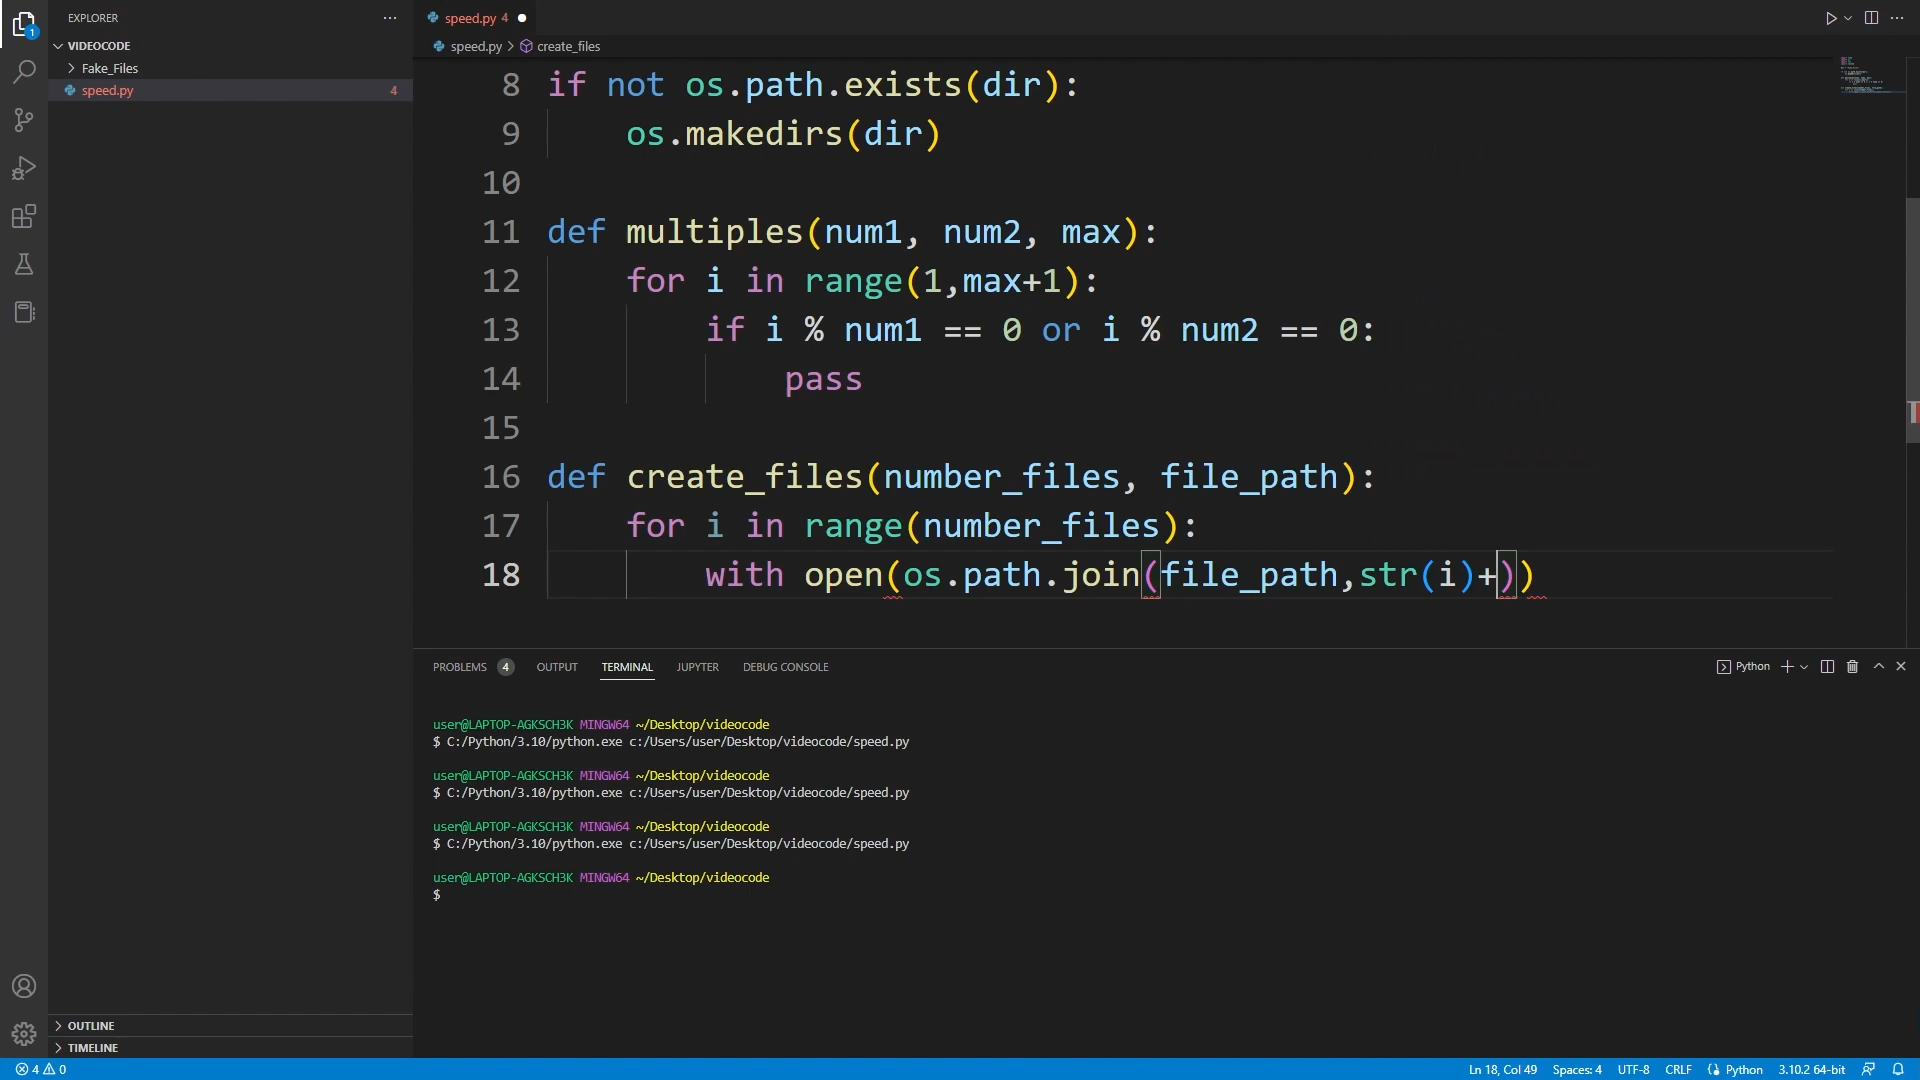 1
EXPLORER
VIDEOCODE
Fake_Files
speed.py 4
OUTLINE
TIMELINE
speed.py 4
speed.py > create_files
8 if not os.path.exists(dir):
9 os.makedirs(dir)
10
11 def multiples(num1, num2, max):
12 for i in range(1,max+1):
13 if i % num1 == 0 or i % num2 == 0:
14 pass
15
16 def create_files(number_files, file_path):
17 for i in range(number_files):
18 with open(os.path.join(file_path,str(i)+))
PROBLEMS 4 OUTPUT TERMINAL JUPYTER DEBUG CONSOLE Python
user@LAPTOP-AGKSCH3K MINGW64 ~/Desktop/videocode
$ C:/Python/3.10/python.exe c:/Users/user/Desktop/videocode/speed.py
user@LAPTOP-AGKSCH3K MINGW64 ~/Desktop/videocode
$ C:/Python/3.10/python.exe c:/Users/user/Desktop/videocode/speed.py
user@LAPTOP-AGKSCH3K MINGW64 ~/Desktop/videocode
$ C:/Python/3.10/python.exe c:/Users/user/Desktop/videocode/speed.py
user@LAPTOP-AGKSCH3K MINGW64 ~/Desktop/videocode
$
4 0 Ln 18, Col 49 Spaces: 4 UTF-8 CRLF Python 3.10.2 64-bit